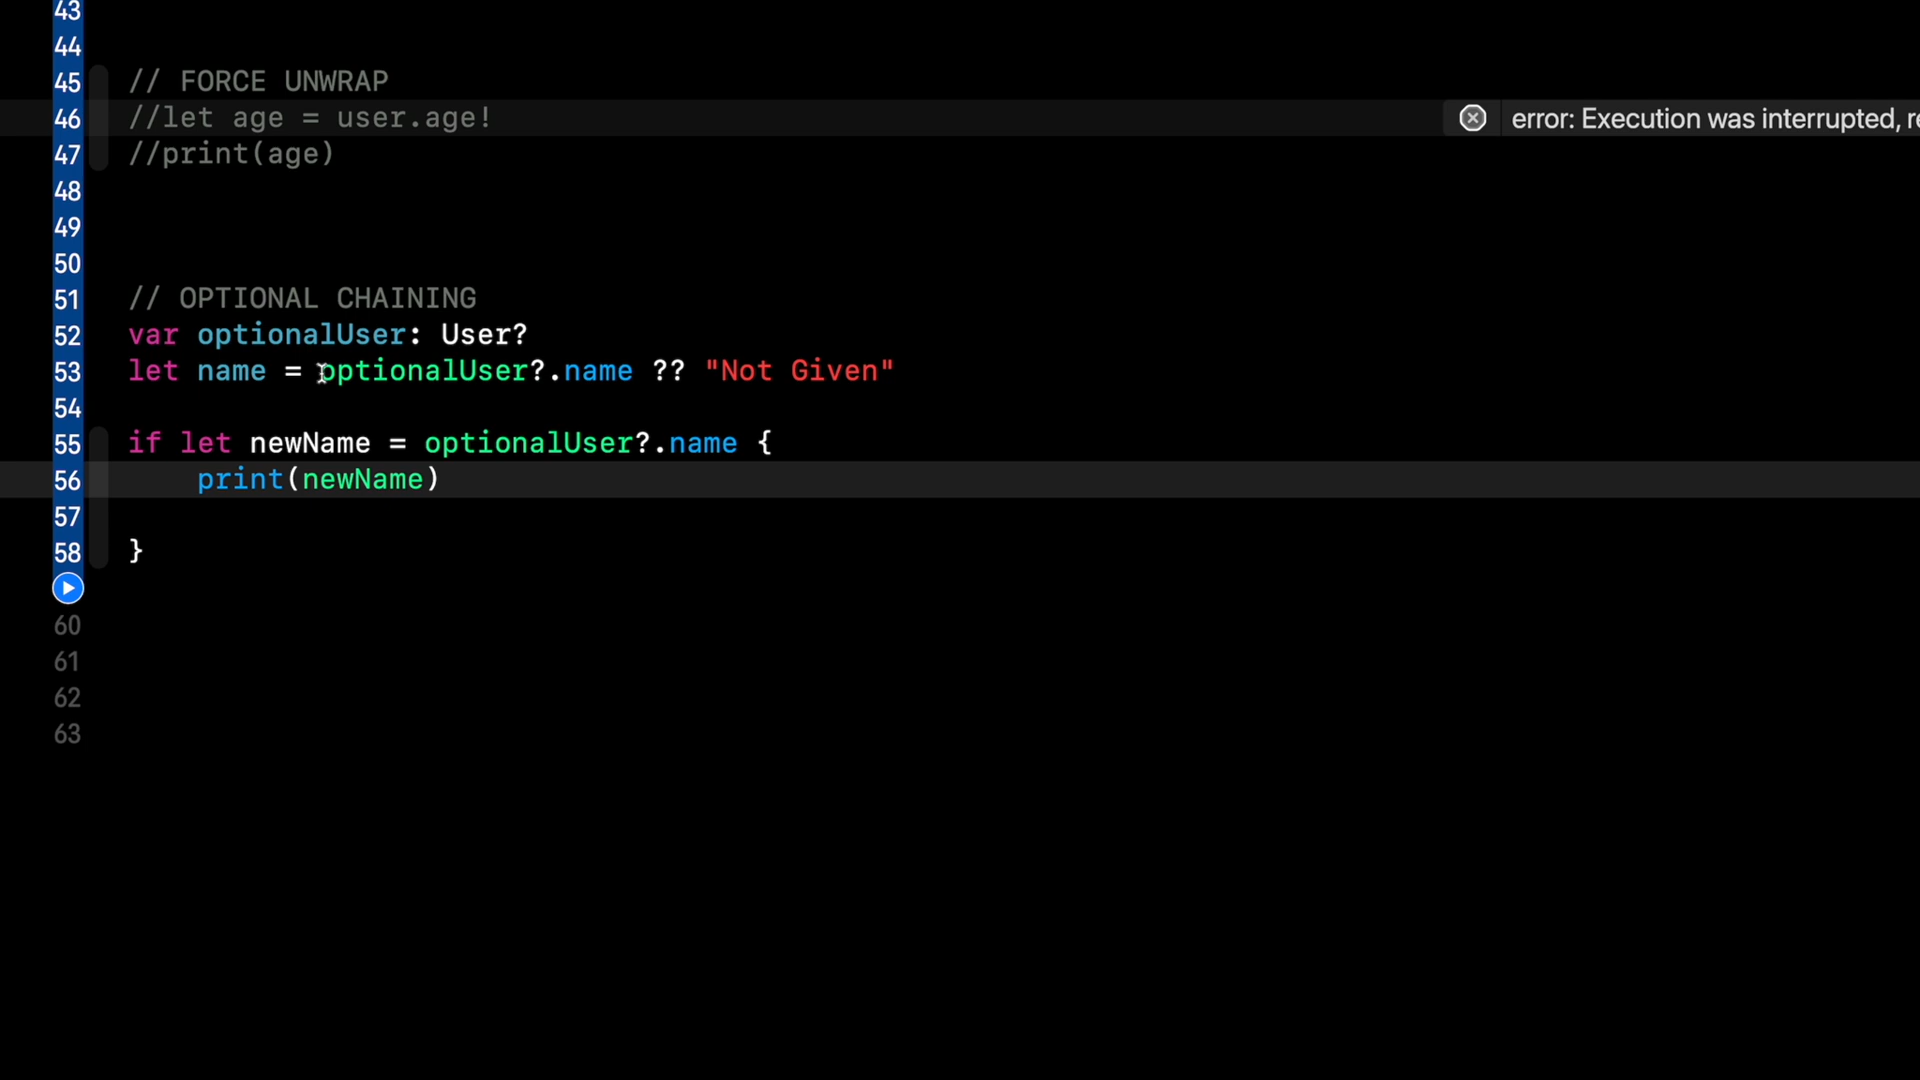 43
44
45 // FORCE UNWRAP
46 //let age = user.age! error: Execution was interrupted, re
47 //print(age)
48
49
50
51 // OPTIONAL CHAINING
52 var optionalUser: User?
53 let name = optionalUser?.name ?? "Not Given"
54
55 if let newName = optionalUser?.name {
56 print(newName)
57
58 }
60
61
62
63